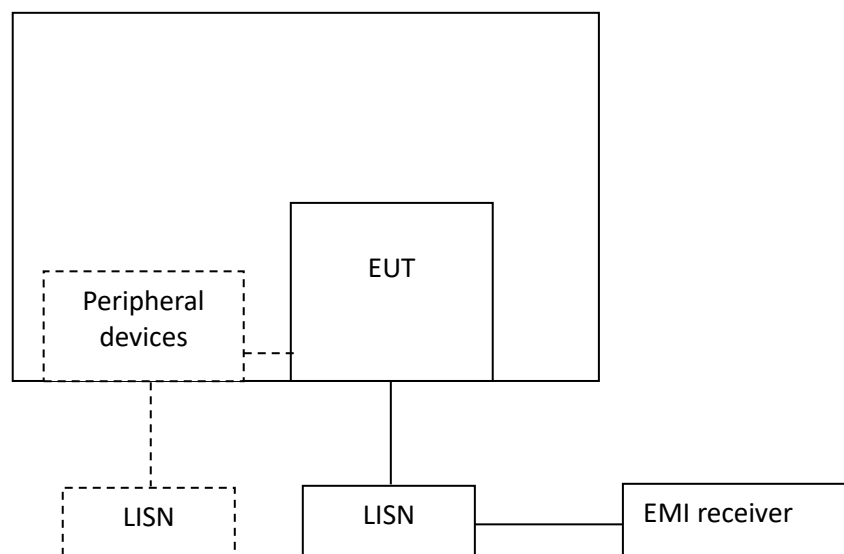 EUT
Peripheral
devices
LISN
LISN
EMI receiver